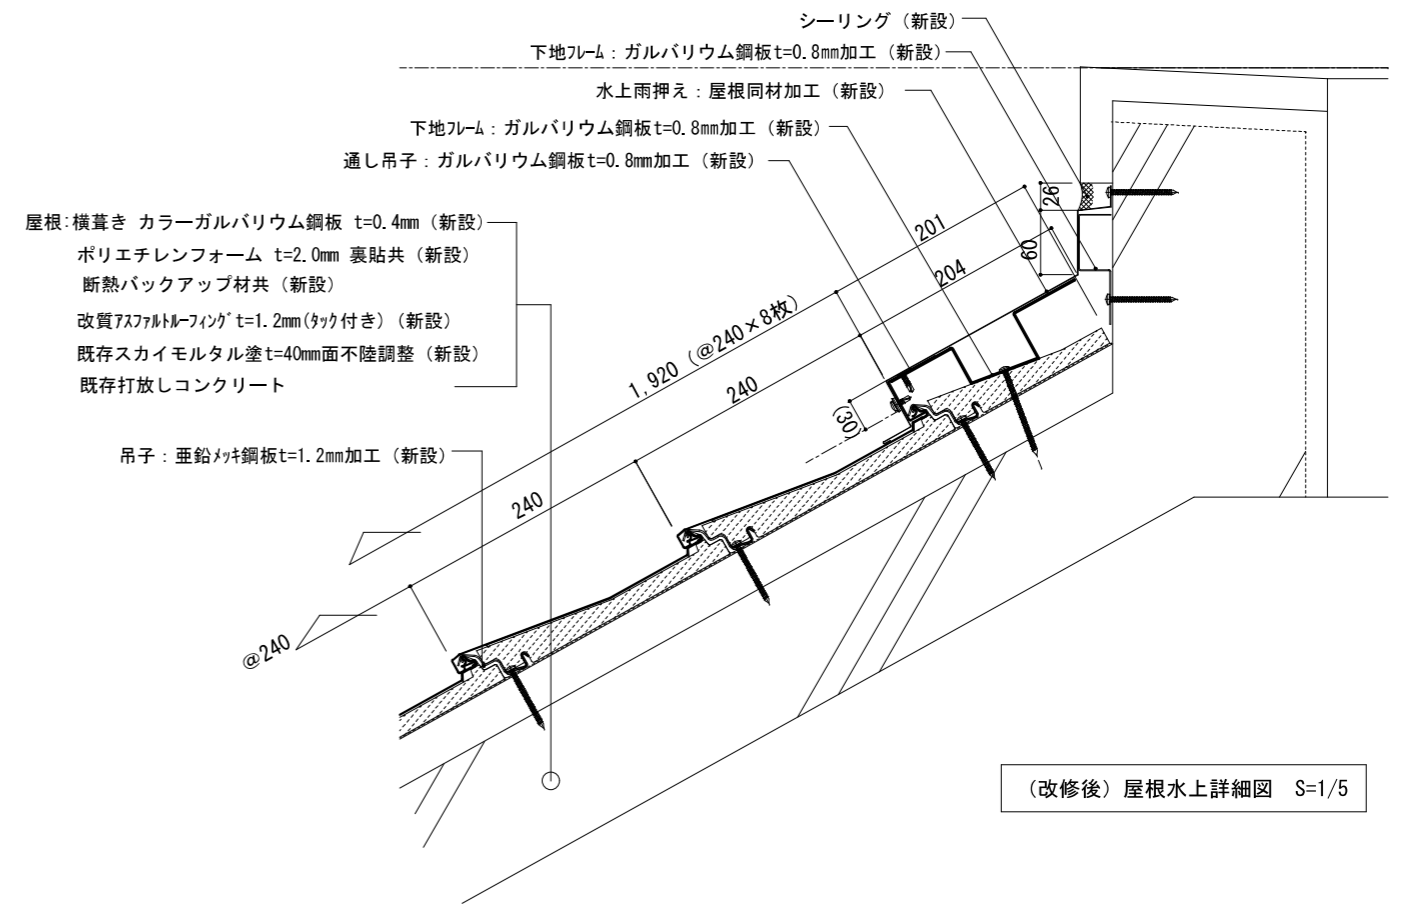 シーリング（新設）
下地ﾌﾚｰﾑ：ガルバリウム鋼板t=0.8mm加工（新設）
水上雨押え：屋根同材加工（新設）
下地ﾌﾚｰﾑ：ガルバリウム鋼板t=0.8mm加工（新設）
通し吊子：ガルバリウム鋼板t=0.8mm加工（新設）
屋根:横葺き カラーガルバリウム鋼板 t=0.4mm（新設）
ポリエチレンフォーム t=2.0mm 裏貼共（新設）
断熱バックアップ材共（新設）
改質ｱｽﾌｧﾙﾄﾙｰﾌｨﾝｸﾞt=1.2mm(ﾀｯｸ付き)（新設）
既存スカイモルタル塗t=40mm面不陸調整（新設）
既存打放しコンクリート
吊子：亜鉛ﾒｯｷ鋼板t=1.2mm加工（新設）
26
60
201
204
1,920（@240×8枚）
240
(30)
240
@240
（改修後）屋根水上詳細図　S=1/5